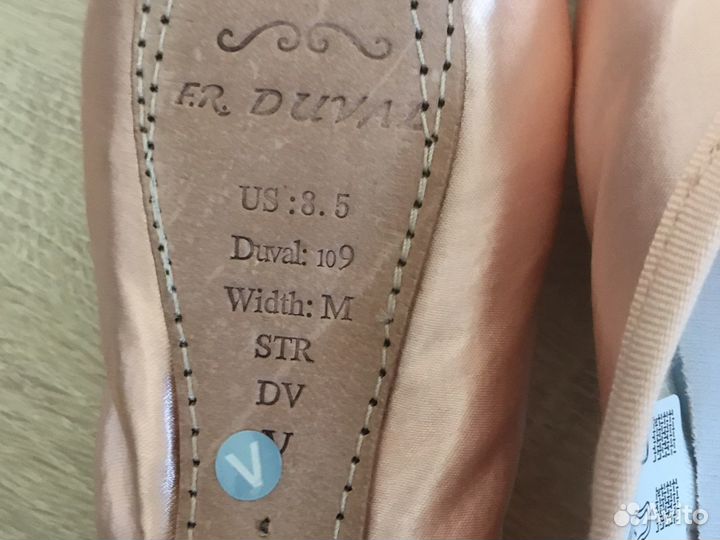 F.R. DUVAL
US : 8.5
Duval: 109
Width: M
STR
DV
V
V
Avito